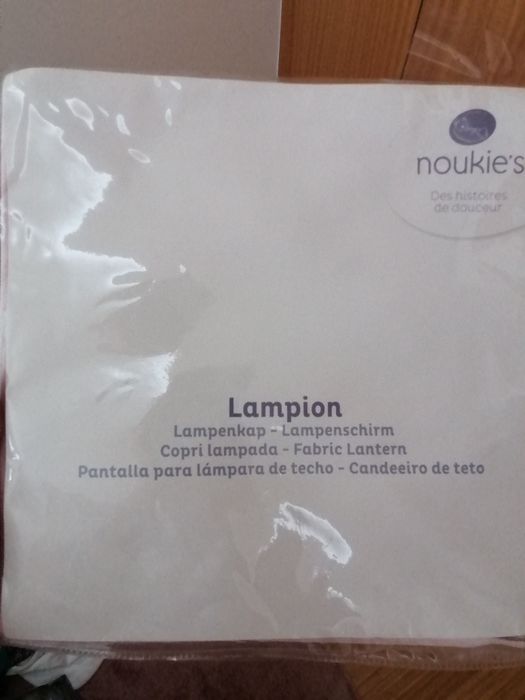 noukie's
Des histoires
de douceur
Lampion
Lampenkap - Lampenschirm
Copri lampada - Fabric Lantern
Pantalla para lámpara de techo - Candeeiro de teto